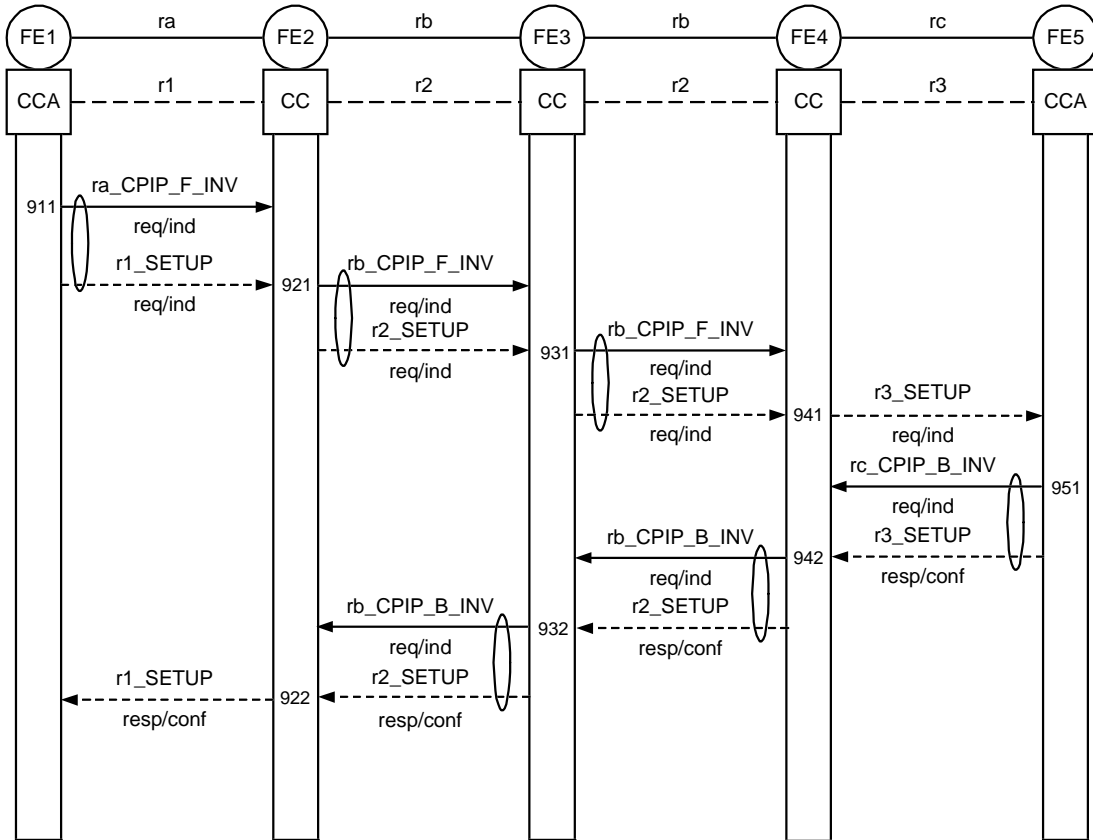 ra rb rb rc
FE1 FE2 FE3 FE4 FE5
r1 r2 r2 r3
CCA CC CC CC CCA
ra_CPIP_F_INV
911
req/ind
r1_SETUP rb_CPIP_F_INV
921
req/ind req/ind
r2_SETUP rb_CPIP_F_INV
931
req/ind req/ind
r2_SETUP r3_SETUP
941
req/ind req/ind
rc_CPIP_B_INV
951
req/ind
rb_CPIP_B_INV r3_SETUP
942
req/ind resp/conf
rb_CPIP_B_INV r2_SETUP
932
req/ind resp/conf
r1_SETUP r2_SETUP
922
resp/conf resp/conf